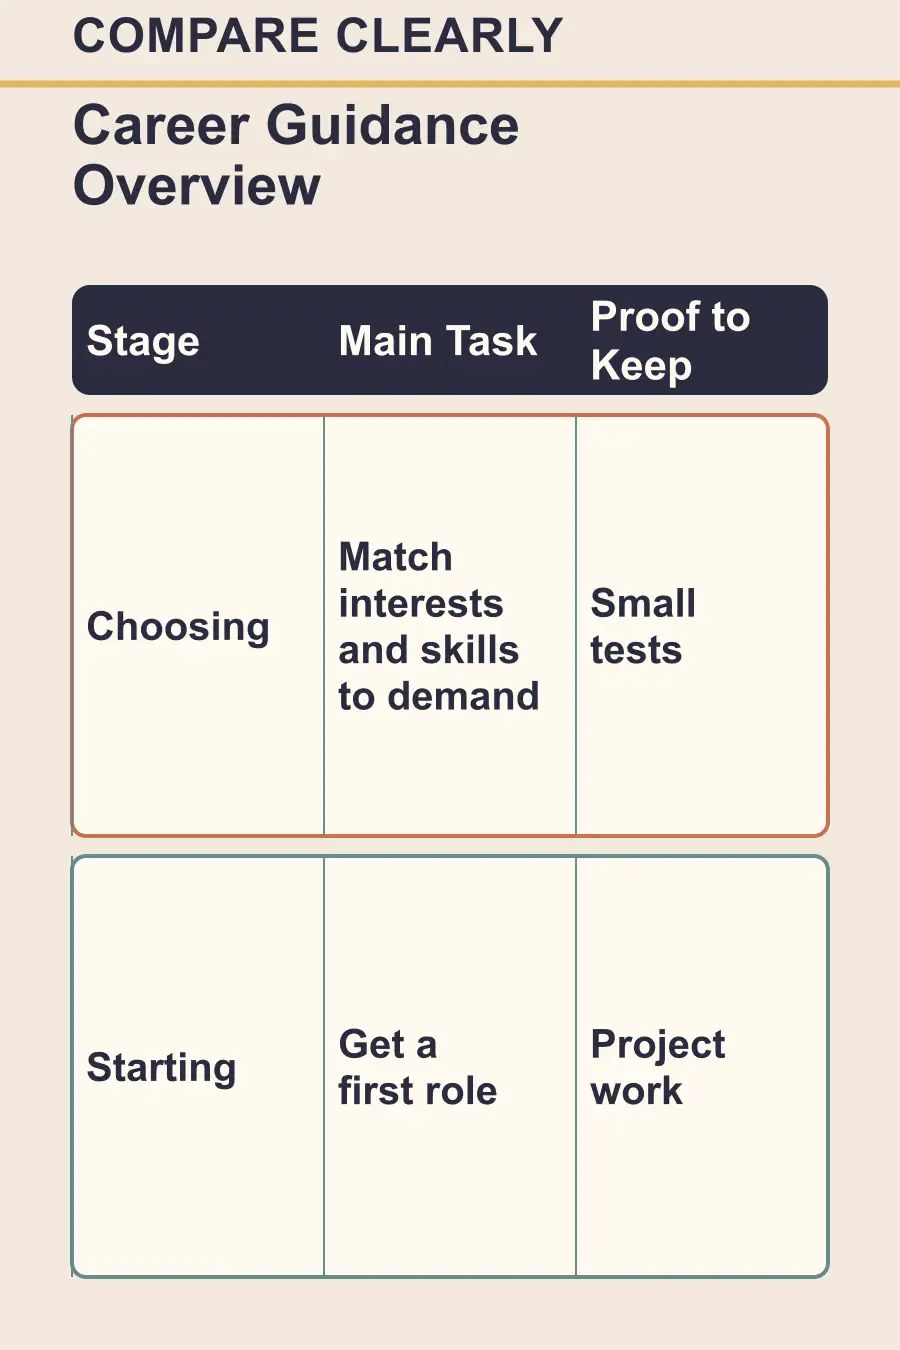 COMPARE CLEARLY
Career Guidance
Overview
Stage
Main Task
Proof to
Keep
Choosing
Match
interests
and skills
to demand
Small
tests
Starting
Get a
first role
Project
work